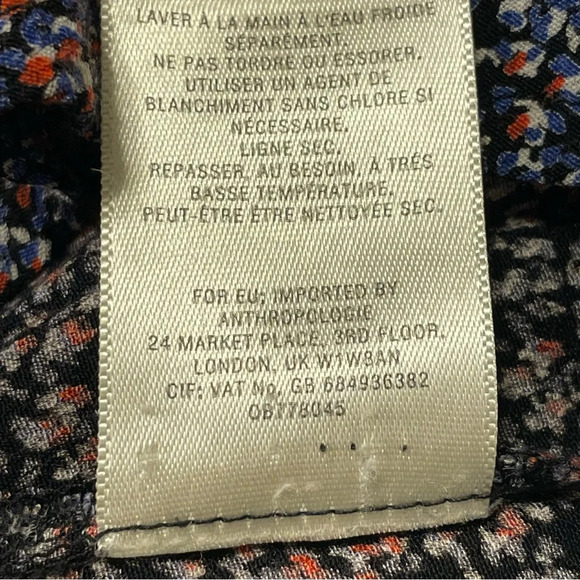 LAVER À LA MAIN À L'EAU FROIDE
SÉPARÉMENT.
NE PAS TORDRE OU ESSORER.
UTILISER UN AGENT DE
BLANCHIMENT SANS CHLORE SI
NÉCESSAIRE.
LIGNE SEC.
REPASSER, AU BESOIN, À TRÉS
BASSE TEMPÉRATURE.
PEUT-ÊTRE ÊTRE NETTOYÉE SEC.
FOR EU: IMPORTED BY
ANTHROPOLOGIE
24 MARKET PLACE, 3RD FLOOR,
LONDON, UK W1W8AN
CIF: VAT No. GB 684936382
OB778045